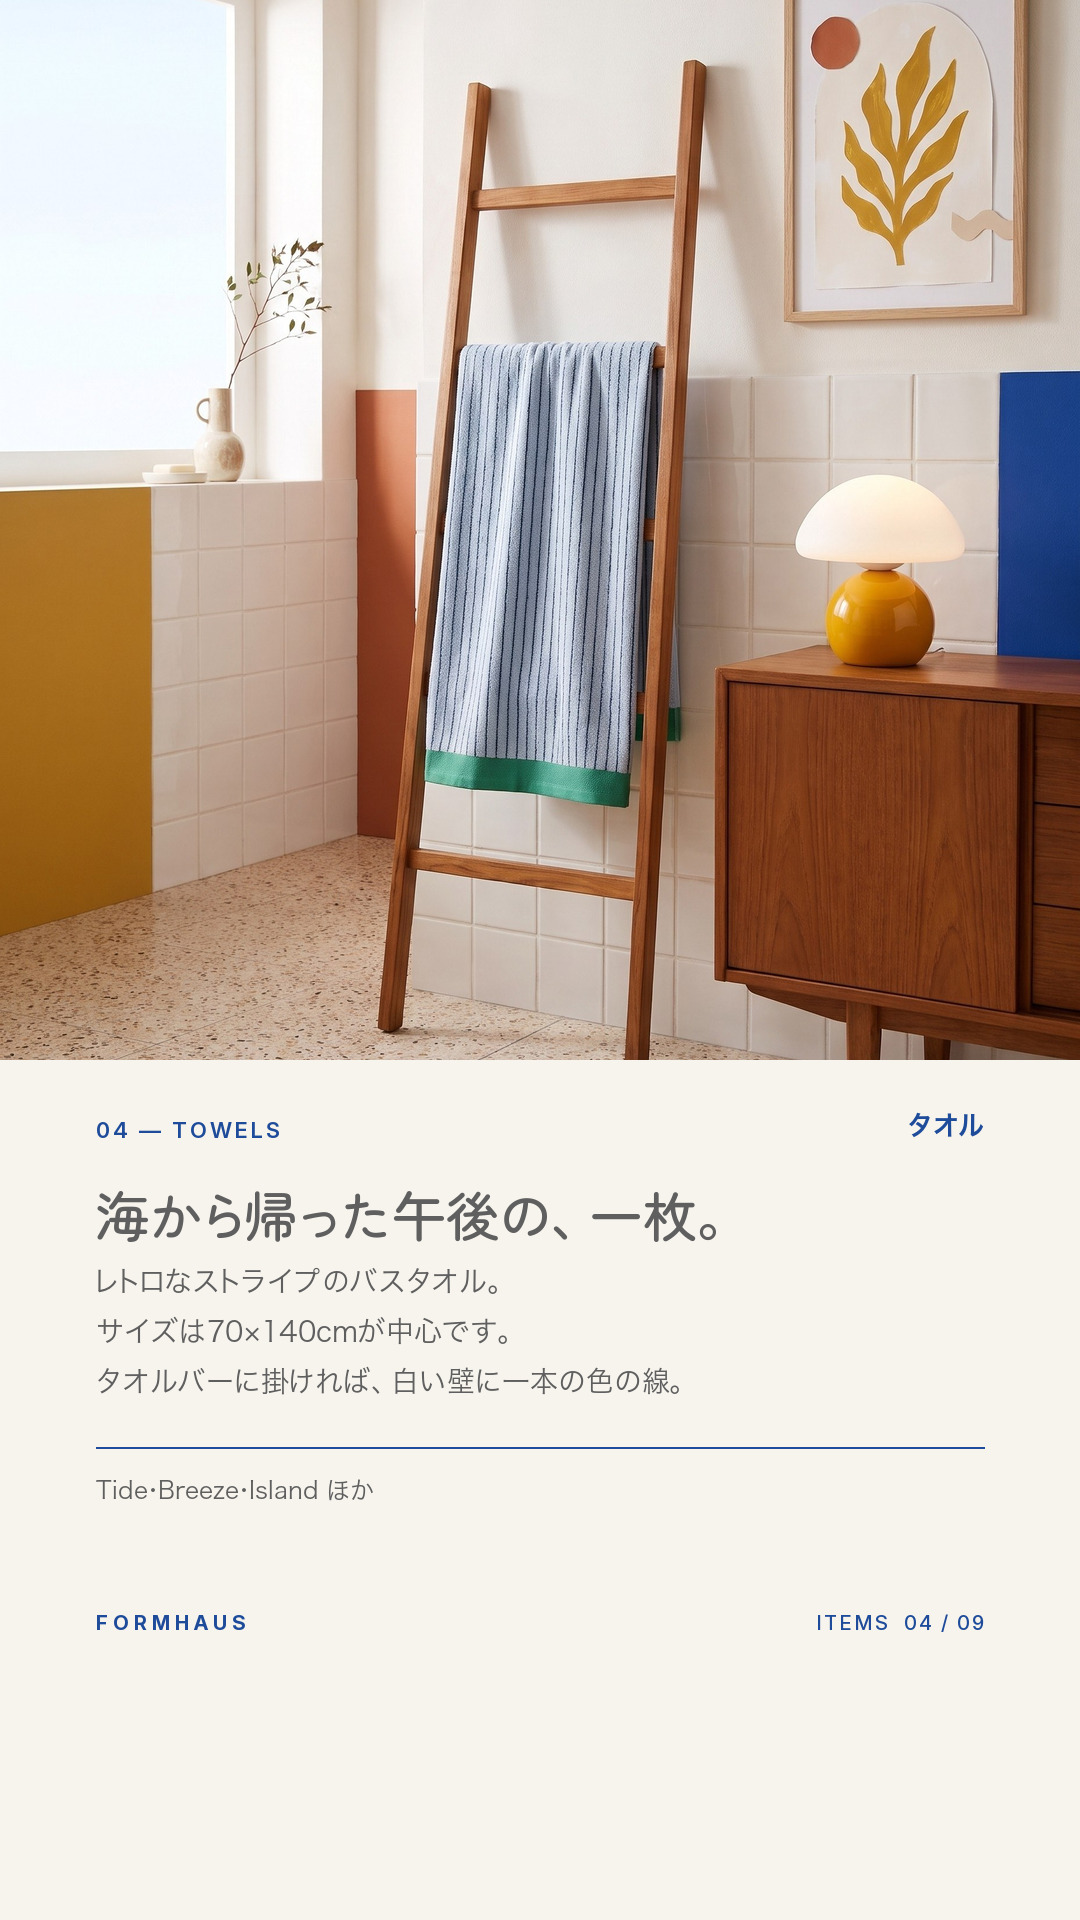 04 — TOWELS
タオル
海から帰った午後の、一枚。
レトロなストライプのバスタオル。
サイズは70×140cmが中心です。
タオルバーに掛ければ、白い壁に一本の色の線。
Tide·Breeze·Island ほか
FORMHAUS
ITEMS 04 / 09